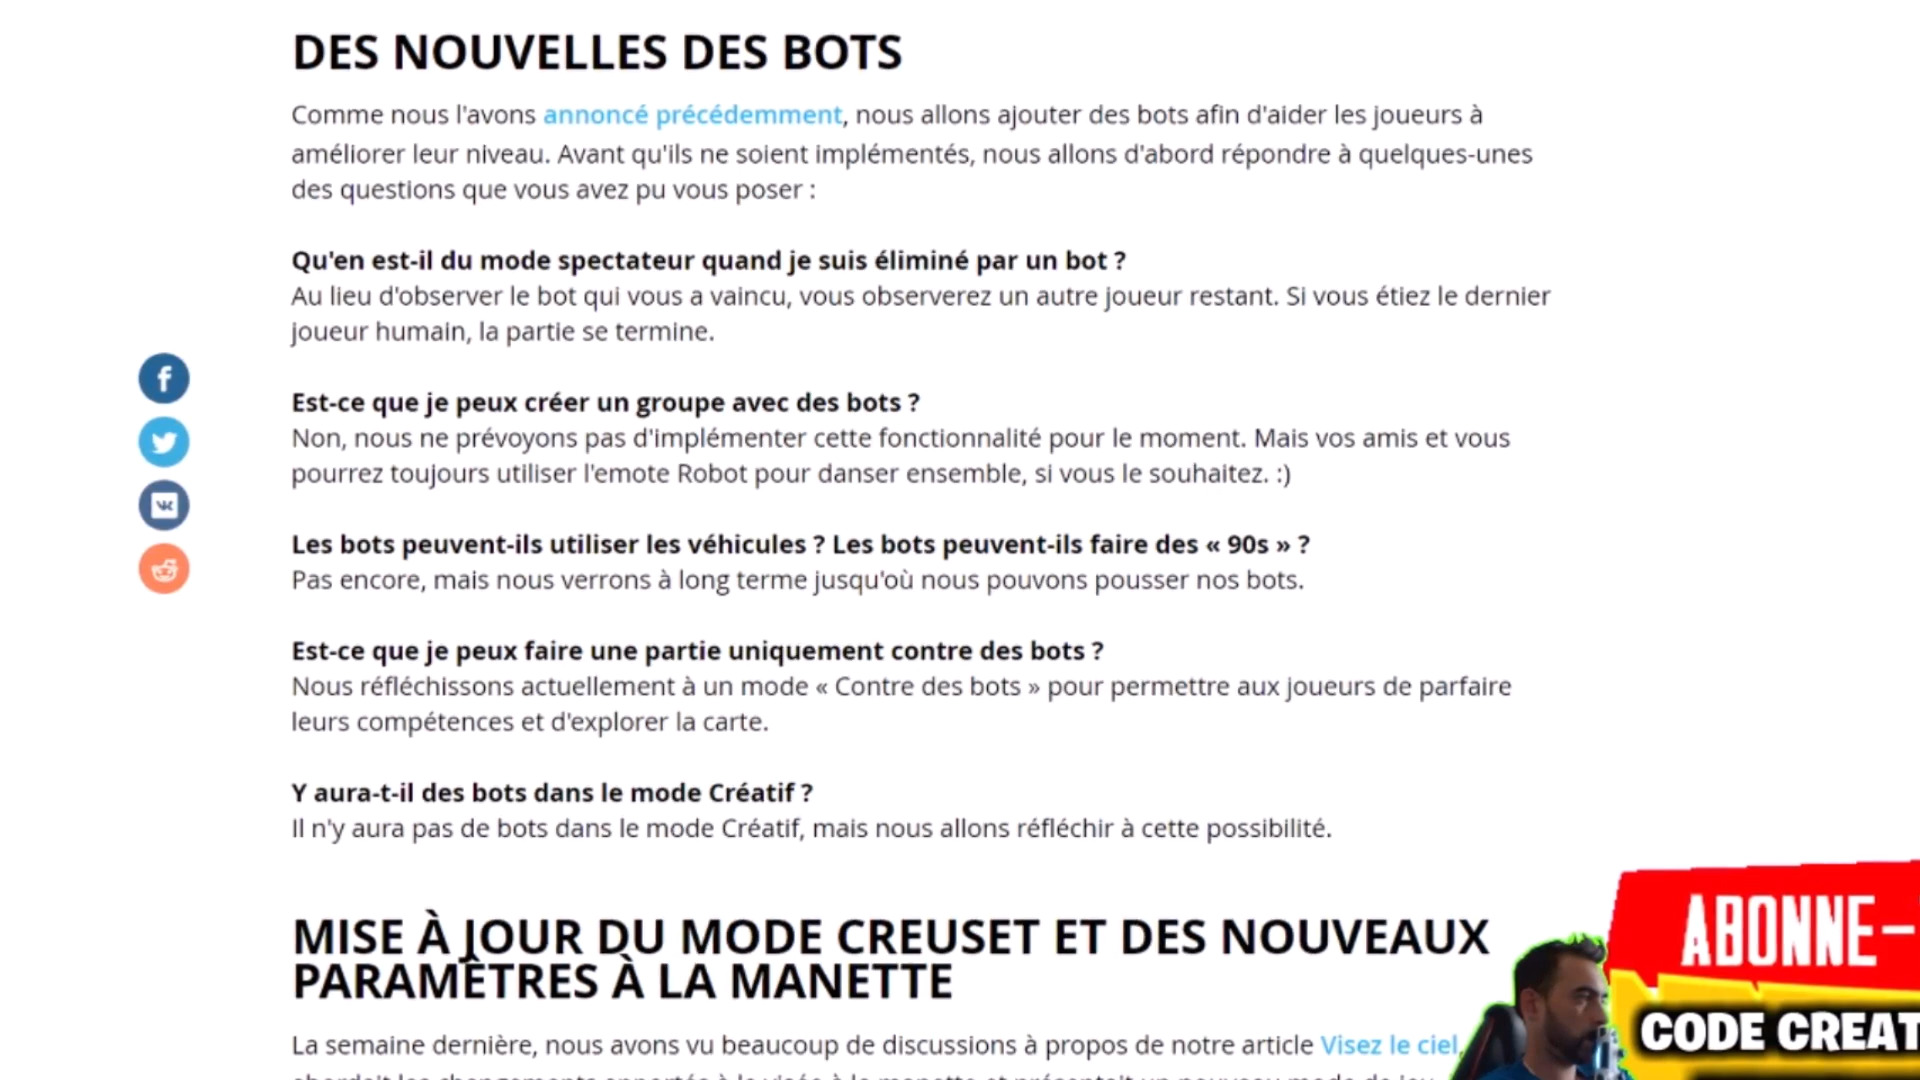 DES NOUVELLES DES BOTS
Comme nous l'avons annoncé précédemment, nous allons ajouter des bots afin d'aider les joueurs à
améliorer leur niveau. Avant qu'ils ne soient implémentés, nous allons d'abord répondre à quelques-unes
des questions que vous avez pu vous poser :
Qu'en est-il du mode spectateur quand je suis éliminé par un bot ?
Au lieu d'observer le bot qui vous a vaincu, vous observerez un autre joueur restant. Si vous étiez le dernier
joueur humain, la partie se termine.
Est-ce que je peux créer un groupe avec des bots ?
Non, nous ne prévoyons pas d'implémenter cette fonctionnalité pour le moment. Mais vos amis et vous
pourrez toujours utiliser l'emote Robot pour danser ensemble, si vous le souhaitez. :)
Les bots peuvent-ils utiliser les véhicules ? Les bots peuvent-ils faire des « 90s » ?
Pas encore, mais nous verrons à long terme jusqu'où nous pouvons pousser nos bots.
Est-ce que je peux faire une partie uniquement contre des bots ?
Nous réfléchissons actuellement à un mode « Contre des bots » pour permettre aux joueurs de parfaire
leurs compétences et d'explorer la carte.
Y aura-t-il des bots dans le mode Créatif ?
Il n'y aura pas de bots dans le mode Créatif, mais nous allons réfléchir à cette possibilité.
MISE À JOUR DU MODE CREUSET ET DES NOUVEAUX
PARAMÈTRES À LA MANETTE
La semaine dernière, nous avons vu beaucoup de discussions à propos de notre article Visez le ciel,
ABONNE-
CODE CREAT